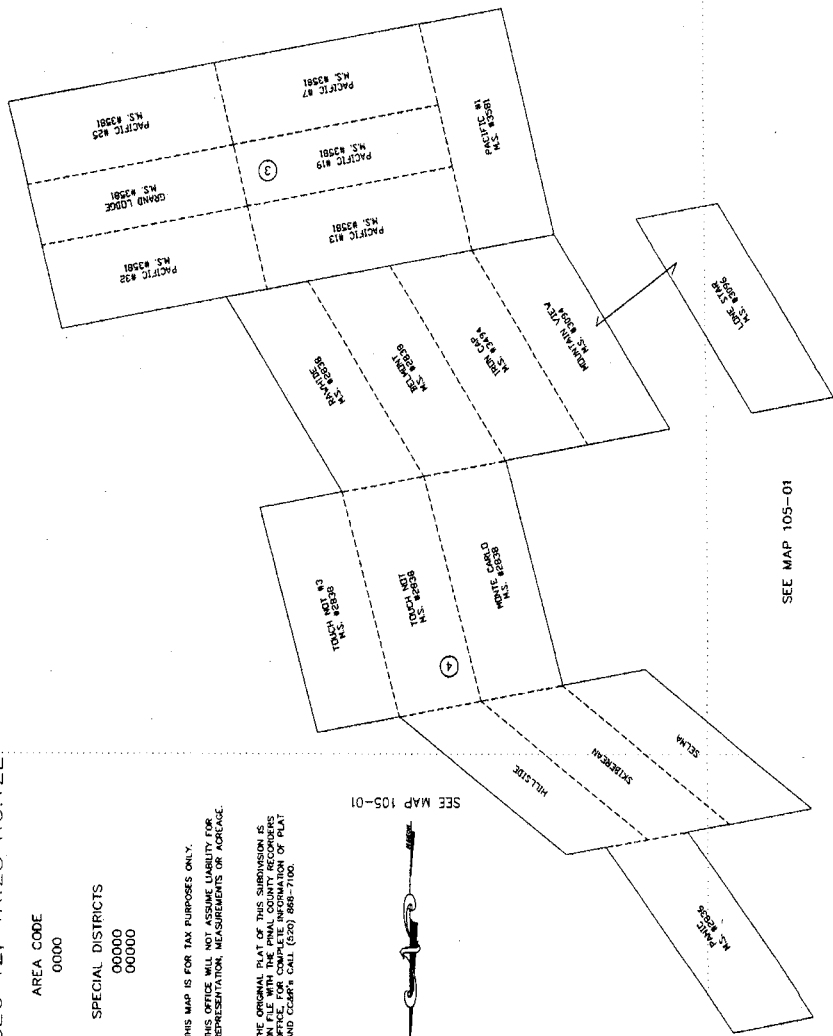 AREA CODE
0000
SPECIAL DISTRICTS
00000
00000
THIS MAP IS FOR TAX PURPOSES ONLY.
THIS OFFICE WILL NOT ASSUME LIABILITY FOR
REPRESENTATION, MEASUREMENTS OR ACREAGE.
THE ORIGINAL PLAT OF THIS SUBDIVISION IS
ON FILE WITH THE PINAL COUNTY RECORDERS
OFFICE. FOR COMPLETE INFORMATION OF PLAT
AND CC&R's CALL (520) 868-7100.
SEE MAP 105-01
PACIFIC #25
M.S. #3581
PACIFIC #7
M.S. #3581
GRAND LODGE
M.S. #3581
PACIFIC #19
M.S. #3581
3
PACIFIC #32
M.S. #3581
PACIFIC #13
M.S. #3581
PACIFIC #1
M.S. #3581
RAWHIDE
M.S. #2838
BELMONT
M.S. #2838
IRON CAP
M.S. #3494
MOUNTAIN VIEW
M.S. #3094
LONE STAR
M.S. #3096
TOUCH NOT #3
M.S. #2838
TOUCH NOT
M.S. #2838
4
MONTE CARLO
M.S. #2838
HILLSIDE
SKIBEREAN
SELMA
PANIC
M.S. #2838
SEE MAP 105-01